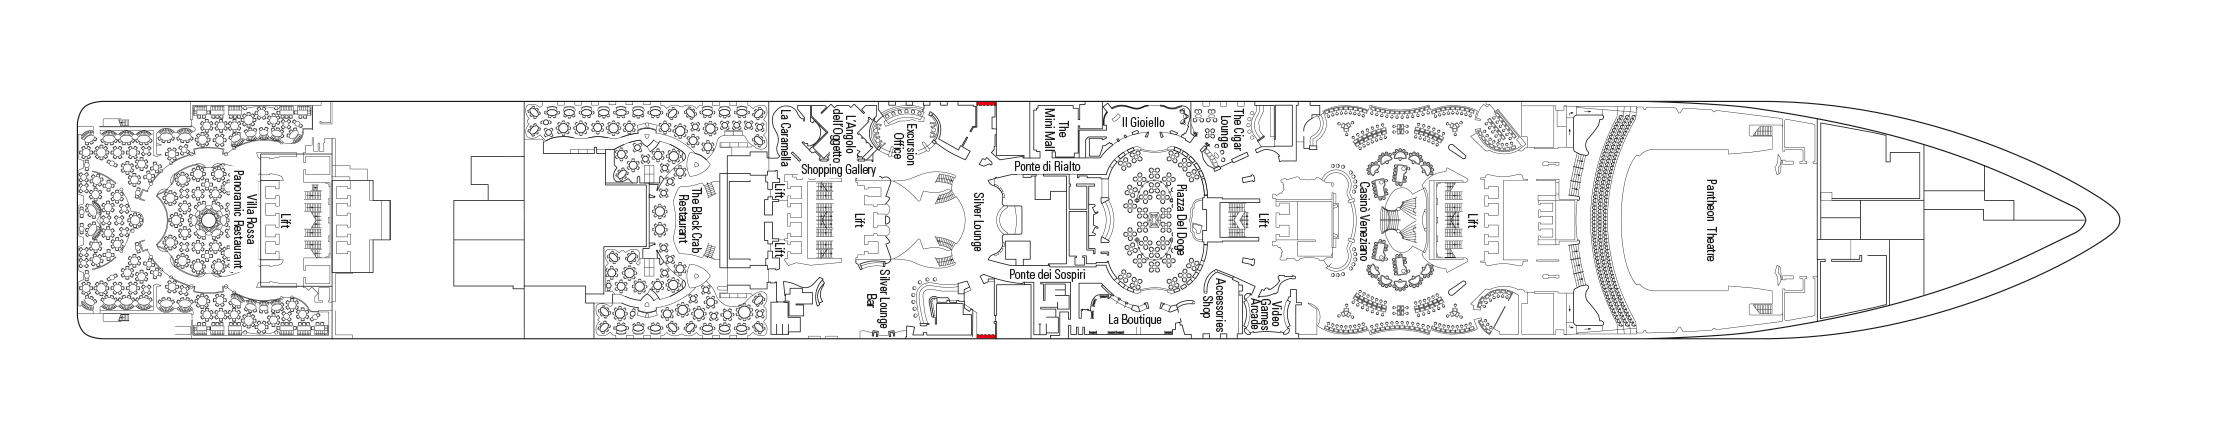 Villa Rossa
Panoramic Restaurant
Lift
The Black Crab
Restaurant
Lift
Lift
La Caramella
L'Angolo
dell'Oggetto
Shopping Gallery
Excursion
Office
Lift
Silver Lounge
Bar
Silver Lounge
Ponte di Rialto
Ponte dei Sospiri
The
Mini Mall
Il Gioiello
Piazza Del Doge
La Boutique
The Cigar
Lounge
Lift
Accessories
Shop
Video
Games
Arcade
Casinò Veneziano
Lift
Pantheon Theatre